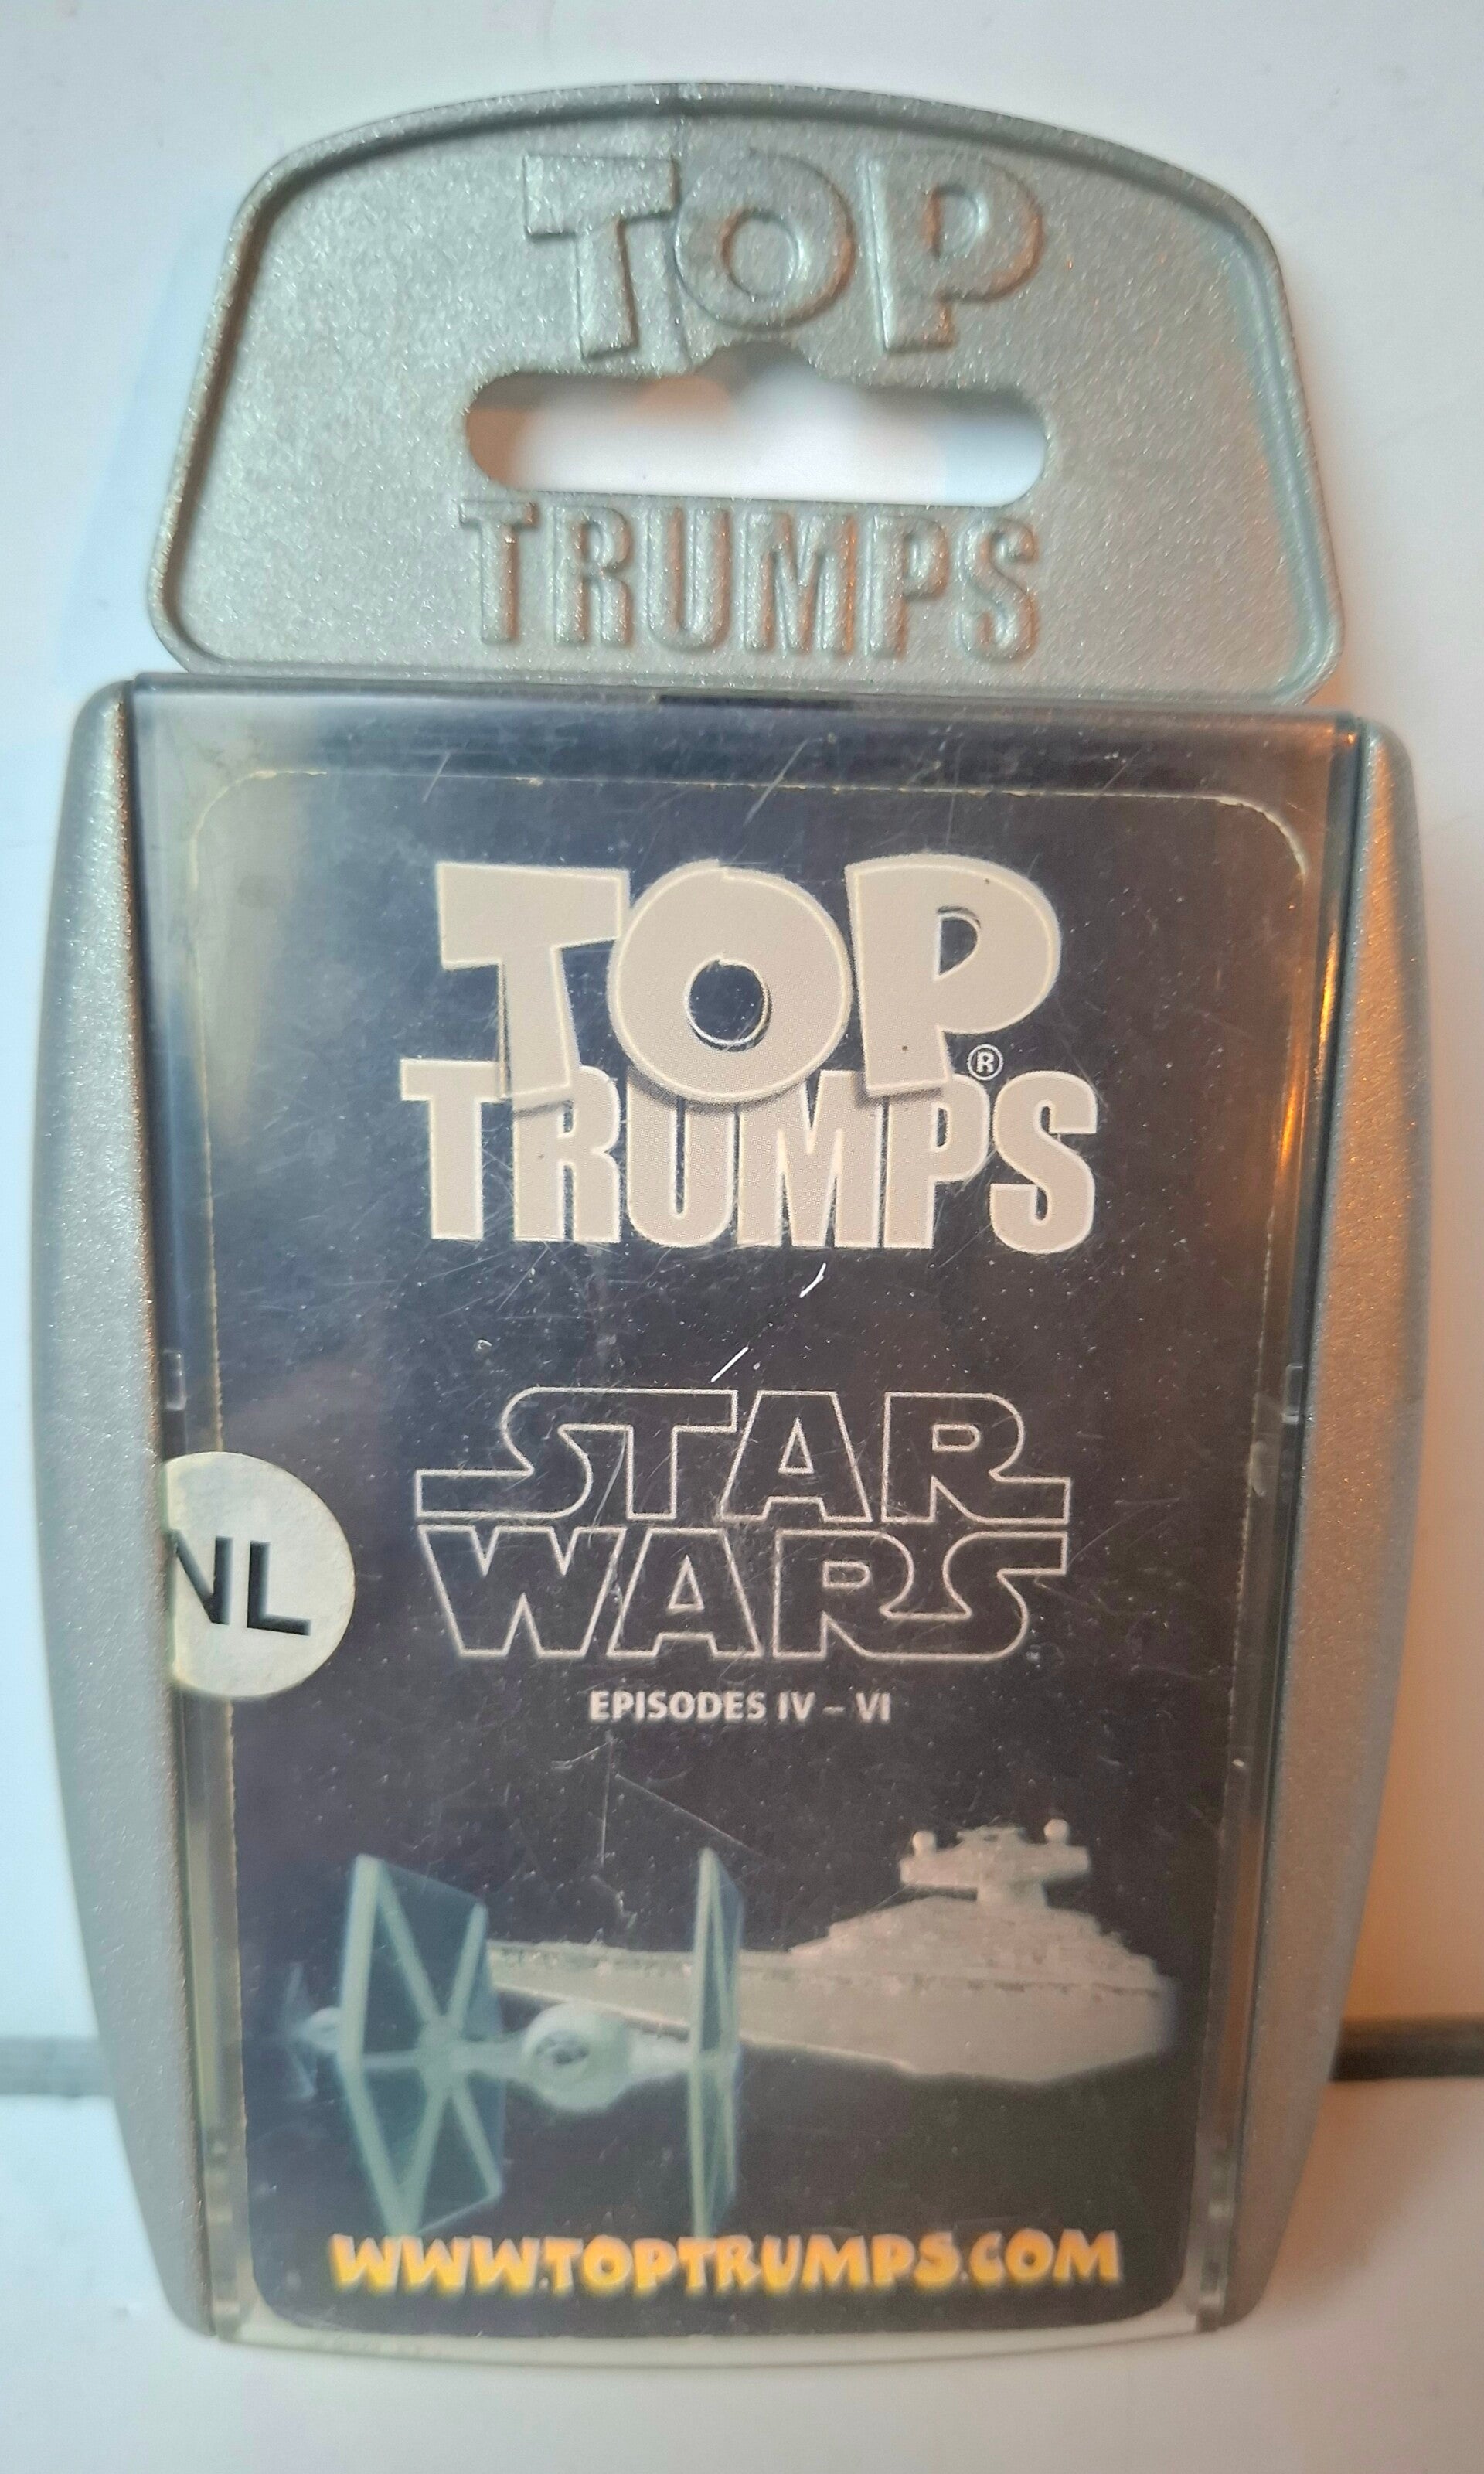 TOP
TRUMPS
TOP
TRUMPS®
STAR
WARS
NL
EPISODES IV – VI
WWW.TOPTRUMPS.COM